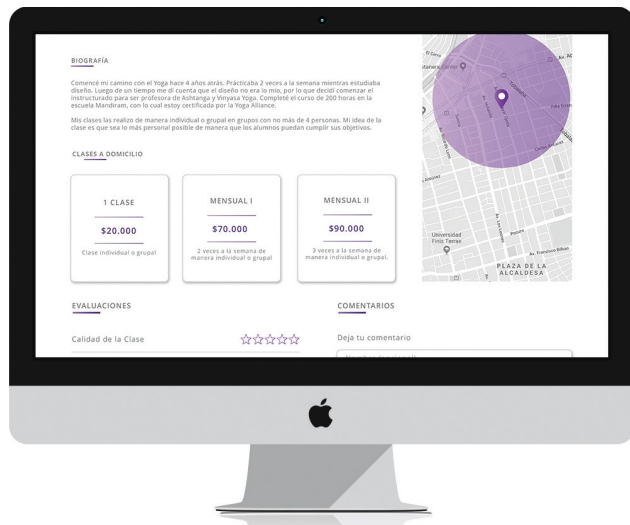 BIOGRAFÍA
Comencé mi camino con el Yoga hace 4 años atrás. Prácticaba 2 veces a la semana mientras estudiaba
diseño. Luego de un tiempo me dí cuenta que el diseño no era lo mio, por lo que decidí comenzar el
instructurado para ser profesora de Ashtanga y Vinyasa Yoga. Completé el curso de 200 horas en la
escuela Mandiram, con lo cual estoy certificada por la Yoga Alliance.
Mis clases las realizo de manera individual o grupal en grupos con no más de 4 personas. Mi idea de la
clase es que sea lo más personal posible de manera que los alumnos puedan cumplir sus objetivos.
CLASES A DOMICILIO
1 CLASE
$20.000
Clase individual o grupal
MENSUAL I
$70.000
2 veces a la semana de
manera individual o grupal
MENSUAL II
$90.000
3 veces a la semana de
manera individual o grupal.
Universidad
Finis Terrae
Av. Francisco Bilbao
PLAZA DE LA
ALCALDESA
EVALUACIONES
Calidad de la Clase
COMENTARIOS
Deja tu comentario